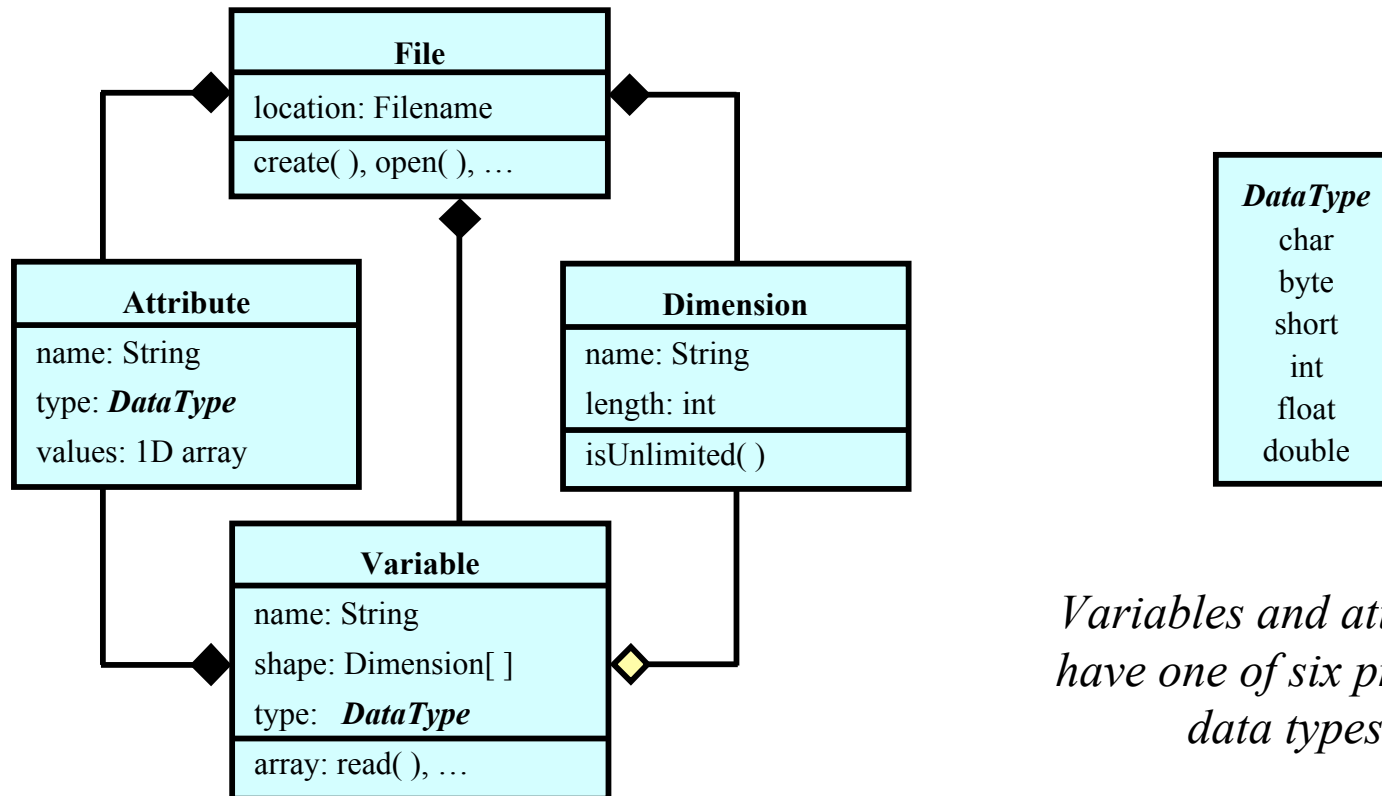 File
location: Filename
create( ), open( ), …
Attribute
name: String
type: DataType
values: 1D array
Dimension
name: String
length: int
isUnlimited( )
Variable
name: String
shape: Dimension[ ]
type: DataType
array: read( ), …
DataType
char
byte
short
int
float
double
Variables and
have one of six
data types